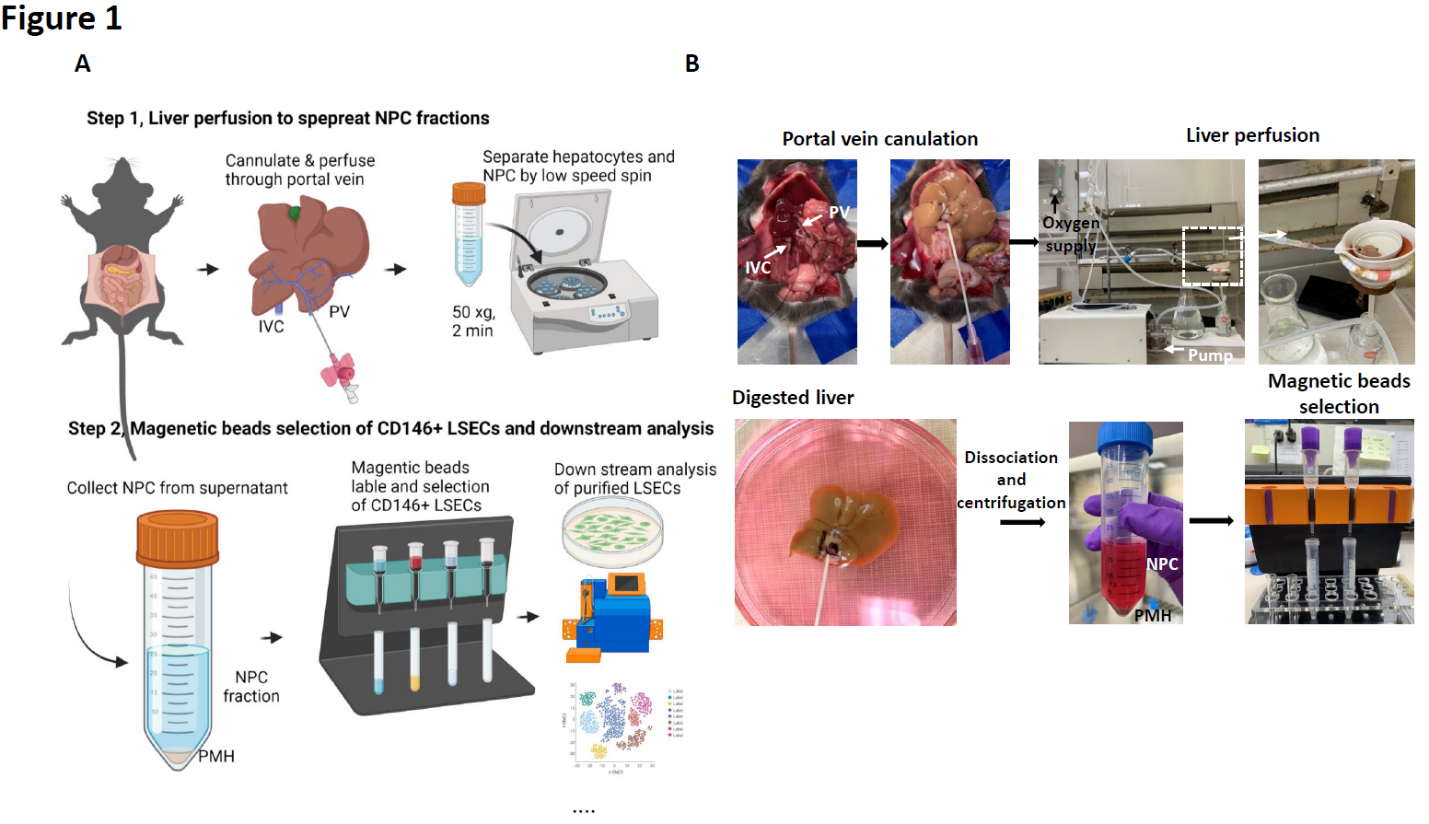 Figure 1
A
Step 1, Liver perfusion to spepreat NPC fractions
Cannulate & perfuse
through portal vein
IVC
PV
Separate hepatocytes and
NPC by low speed spin
50 xg,
2 min
Step 2, Magenetic beads selection of CD146+ LSECs and downstream analysis
Collect NPC from supernatant
NPC
fraction
PMH
Magentic beads
lable and selection
of CD146+ LSECs
Down stream analysis
of purified LSECs
....
B
Portal vein canulation
PV
IVC
Liver perfusion
Oxygen
supply
Pump
Digested liver
Dissociation
and
centrifugation
NPC
PMH
Magnetic beads
selection